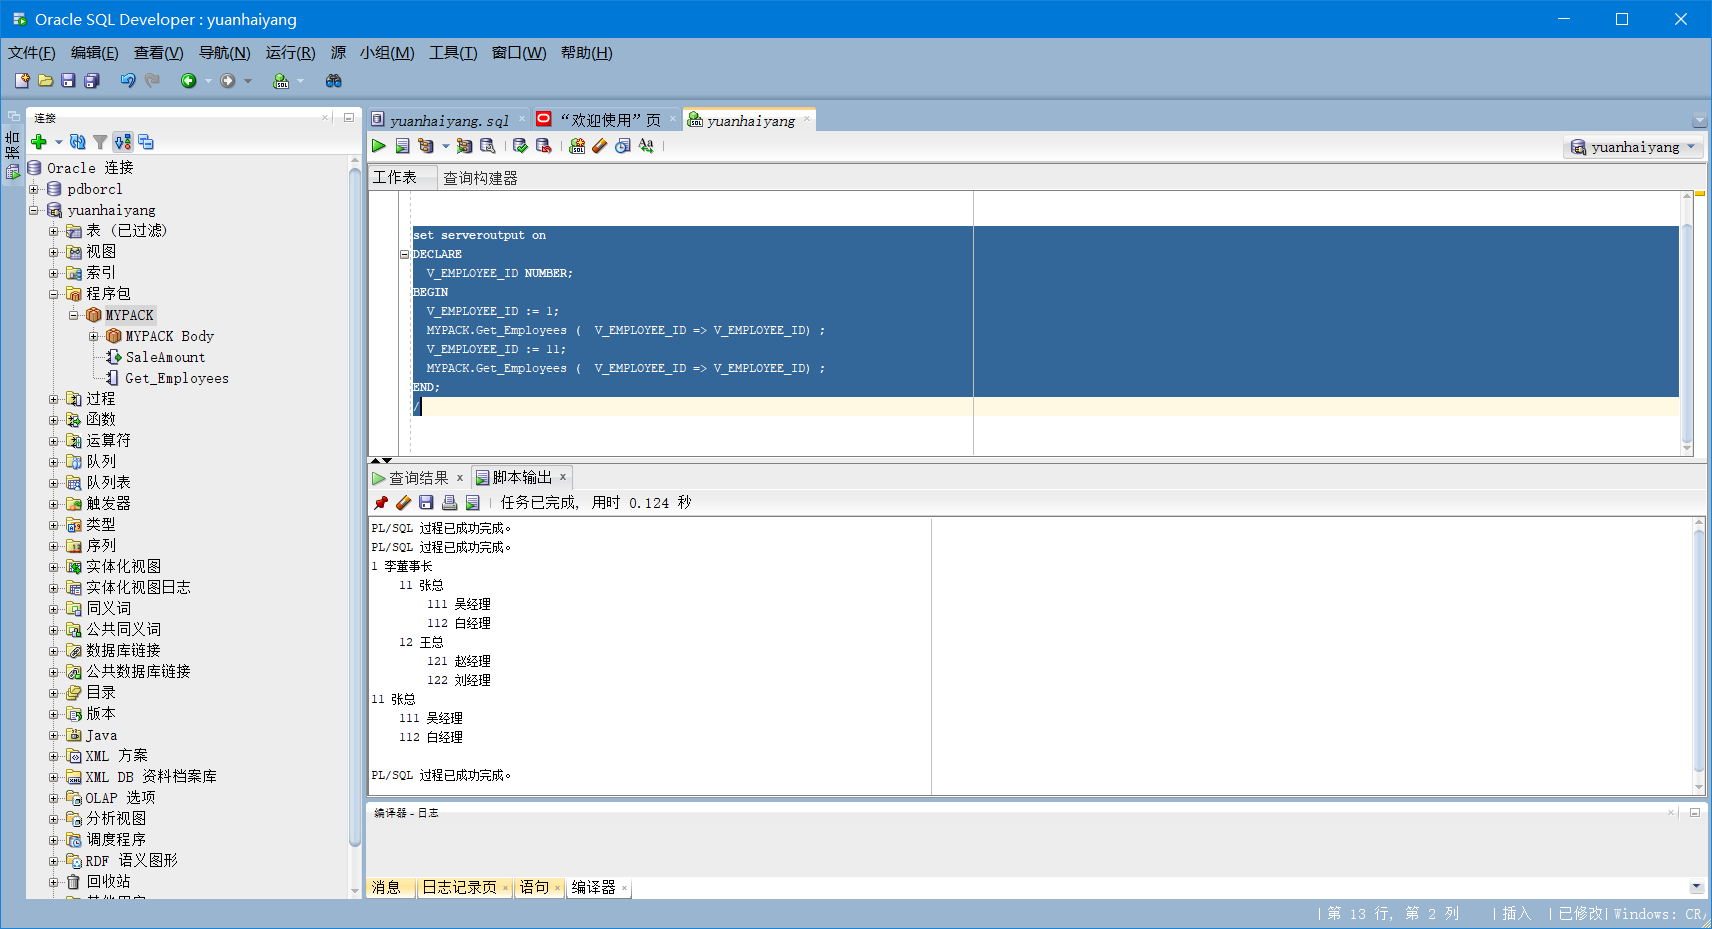 Oracle SQL Developer : yuanhaiyang
文件(F) 编辑(E) 查看(V) 导航(N) 运行(R) 源 小组(M) 工具(T) 窗口(W) 帮助(H)
报告
连接
Oracle 连接
pdborcl
yuanhaiyang
表 (已过滤)
视图
索引
程序包
MYPACK
MYPACK Body
SaleAmount
Get_Employees
过程
函数
运算符
队列
队列表
触发器
类型
序列
实体化视图
实体化视图日志
同义词
公共同义词
数据库链接
公共数据库链接
目录
版本
Java
XML 方案
XML DB 资料档案库
OLAP 选项
分析视图
调度程序
RDF 语义图形
回收站
yuanhaiyang.sql “欢迎使用”页 yuanhaiyang
yuanhaiyang
工作表 查询构建器
set serveroutput on
DECLARE
  V_EMPLOYEE_ID NUMBER;
BEGIN
  V_EMPLOYEE_ID := 1;
  MYPACK.Get_Employees (  V_EMPLOYEE_ID => V_EMPLOYEE_ID) ;
  V_EMPLOYEE_ID := 11;
  MYPACK.Get_Employees (  V_EMPLOYEE_ID => V_EMPLOYEE_ID) ;
END;
/
查询结果 脚本输出
任务已完成, 用时 0.124 秒
PL/SQL 过程已成功完成。
PL/SQL 过程已成功完成。
1 李董事长
    11 张总
        111 吴经理
        112 白经理
    12 王总
        121 赵经理
        122 刘经理
11 张总
    111 吴经理
    112 白经理
PL/SQL 过程已成功完成。
编译器 - 日志
消息 日志记录页 语句 编译器
第 13 行, 第 2 列 | 插入 | 已修改 | Windows: CR/